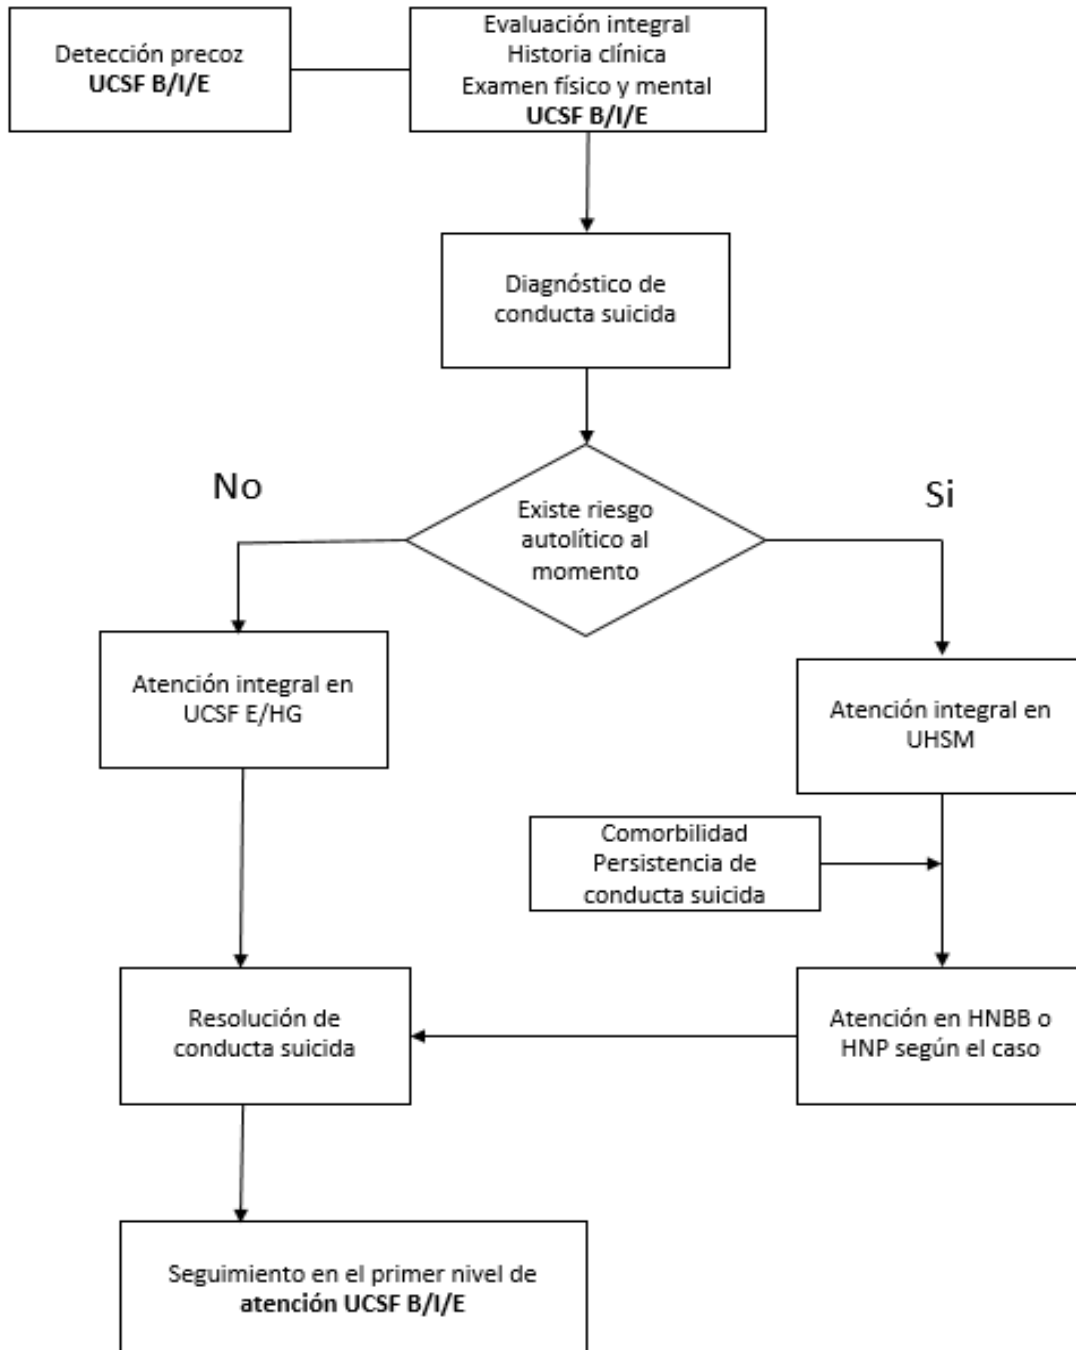 Detección precoz
UCSF B/I/E
Evaluación integral
Historia clínica
Examen físico y mental
UCSF B/I/E
Diagnóstico de
conducta suicida
No
Si
Existe riesgo
autolítico al
momento
Atención integral en
UCSF E/HG
Atención integral en
UHSM
Comorbilidad
Persistencia de
conducta suicida
Resolución de
conducta suicida
Atención en HNBB o
HNP según el caso
Seguimiento en el primer nivel de
atención UCSF B/I/E